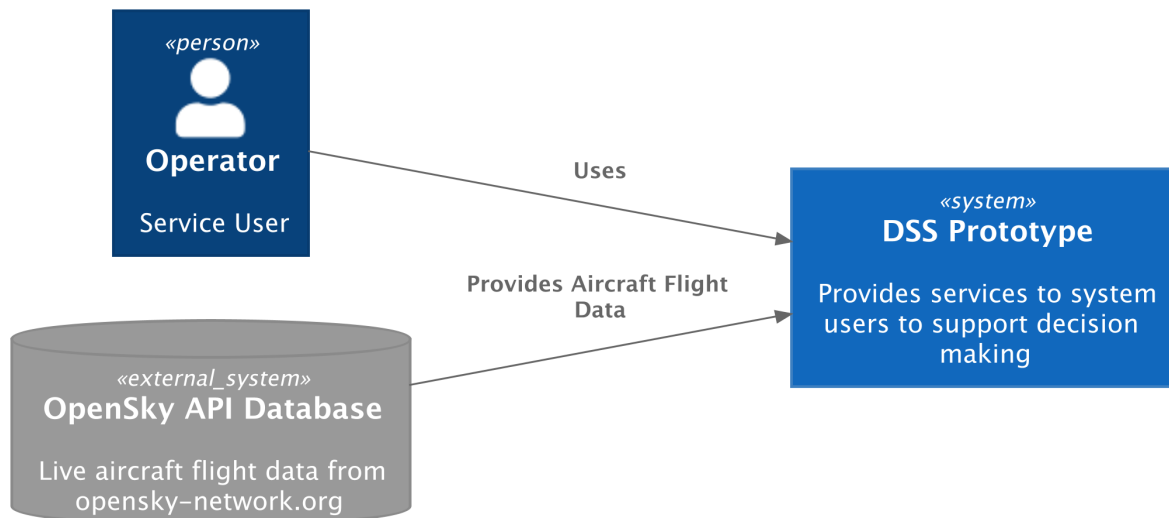 «person»
Operator
Service User
Uses
«system»
DSS Prototype
Provides services to system
users to support decision
making
Provides Aircraft Flight
Data
«external_system»
OpenSky API Database
Live aircraft flight data from
opensky-network.org